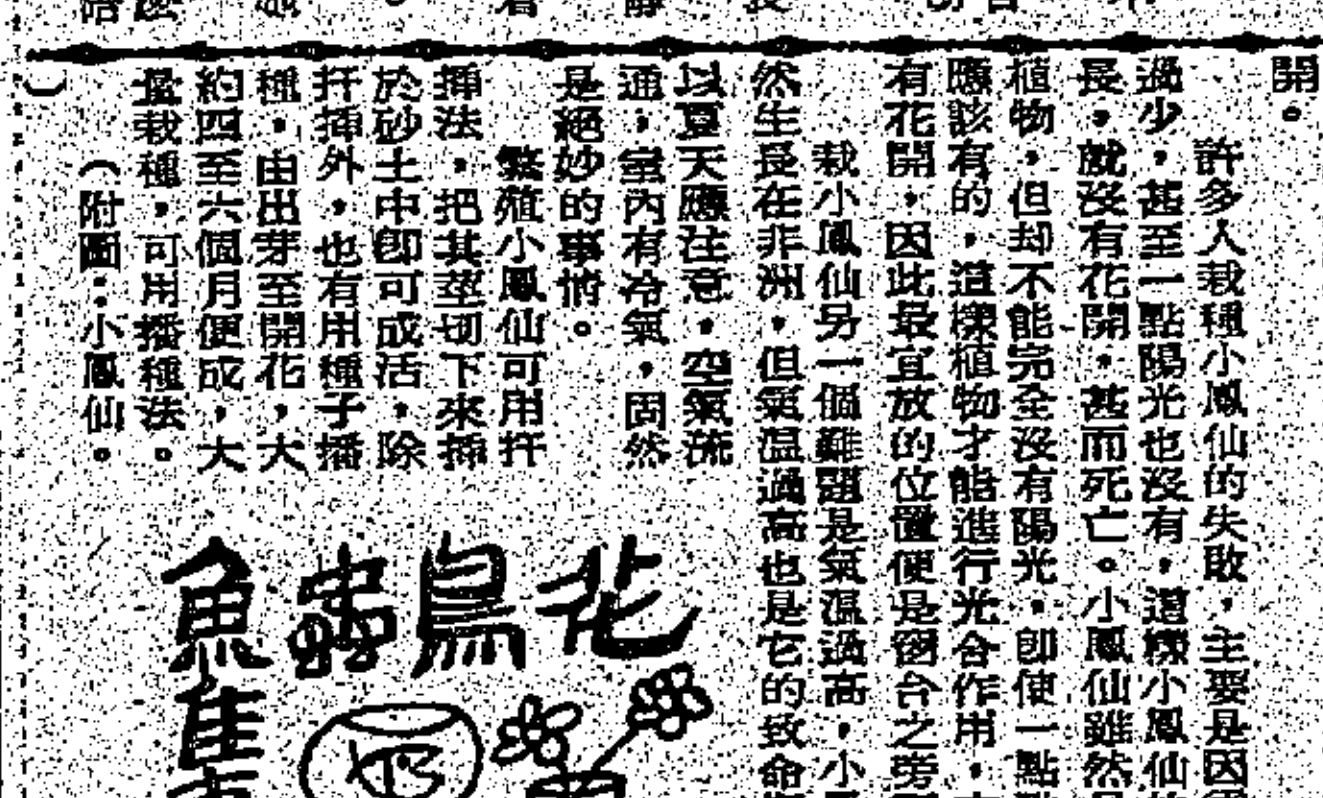 開。
許多人栽種小鳳仙的失敗，主要是因
過少，甚至一點陽光也沒有，這樣小鳳仙
長，就沒有花開，甚而死亡。小鳳仙雖然
植物，但却不能完全沒有陽光，即使一點
應該有的，這樣植物才能進行光合作用，
有花開，因此最宜放的位置便是窗台之旁
栽小鳳仙另一個難題是氣溫過高，小
然生長在非洲，但氣溫過高也是它的致命
以夏天應注意，空氣流
通，室內有冷氣，固然
是絕妙的事情。
繁殖小鳳仙可用扦
插法，把其莖切下來插
於砂土中卽可成活，除
扦插外，也有用種子播
種，由出芽至開花，大
約四至六個月便成，大
量栽種，可用播種法。
（附圖：小鳳仙。
）
花鳥蟲魚